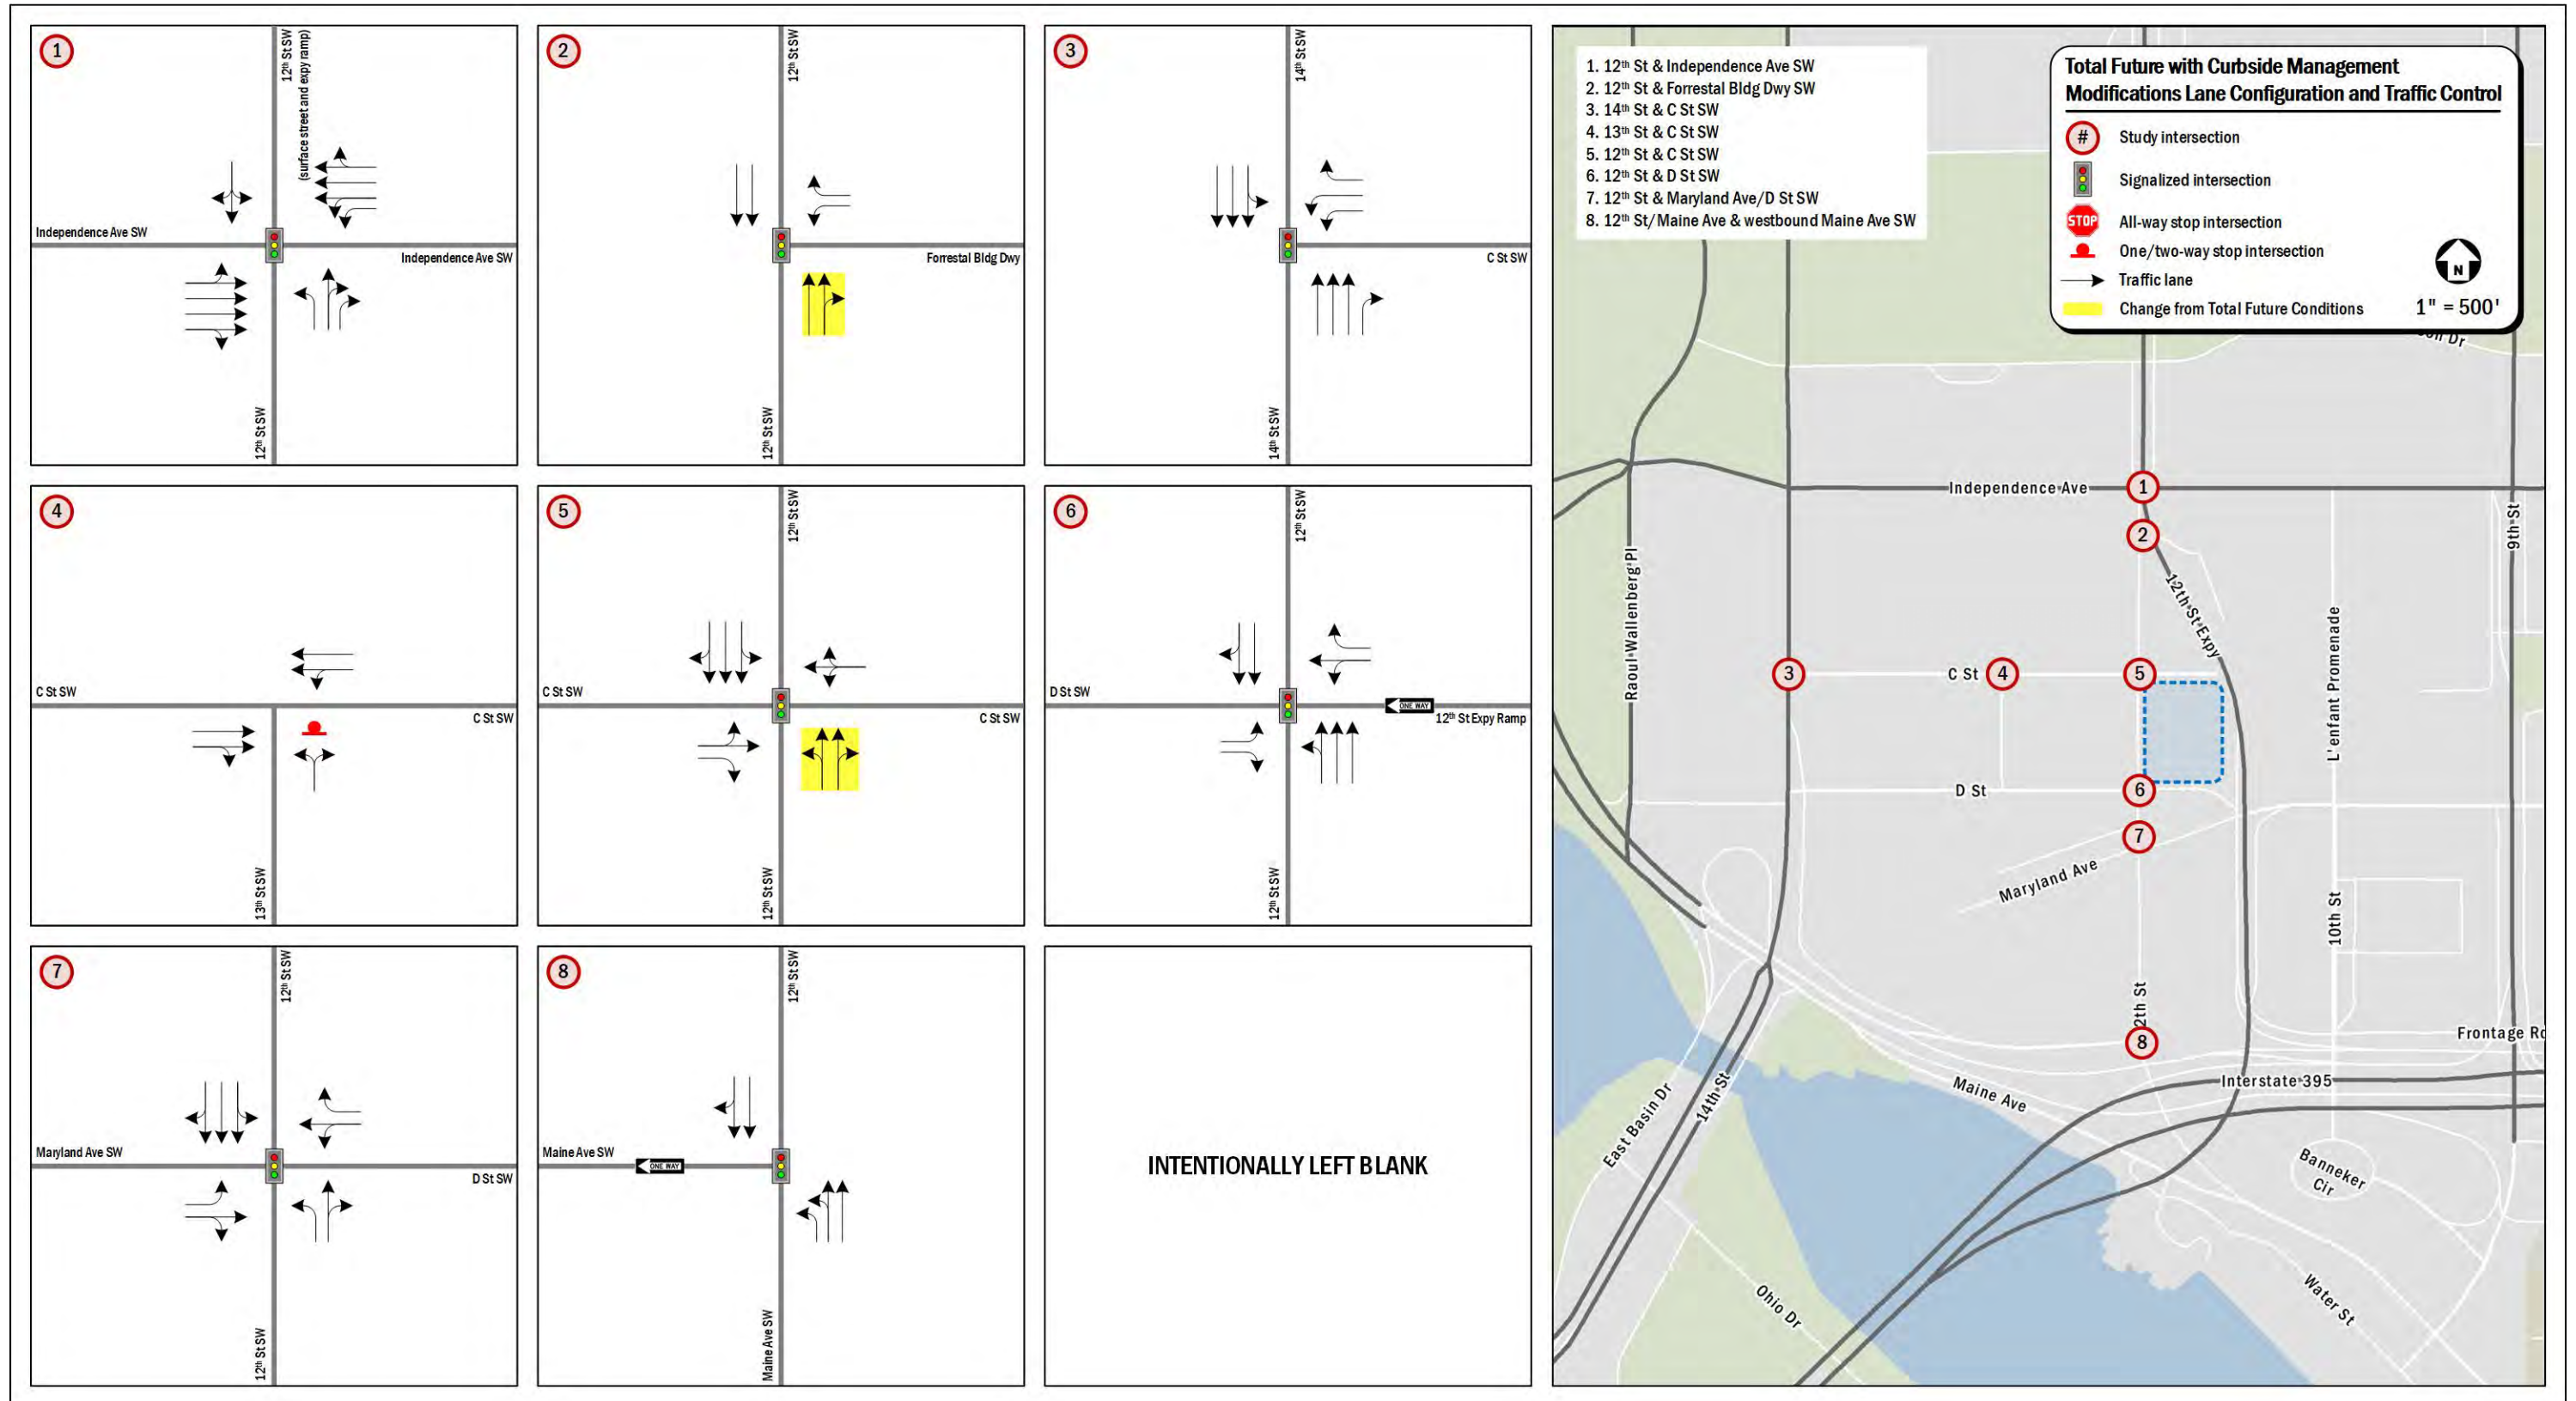 1
12th St SW
(surface street and expy ramp)
Independence Ave SW
Independence Ave SW
12th St SW
2
12th St SW
Forrestal Bldg Dwy
12th St SW
3
14th St SW
C St SW
14th St SW
4
C St SW
C St SW
13th St SW
5
12th St SW
C St SW
C St SW
12th St SW
6
12th St SW
D St SW
ONE WAY
12th St Expy Ramp
12th St SW
7
12th St SW
Maryland Ave SW
D St SW
12th St SW
8
12th St SW
Maine Ave SW
ONE WAY
Maine Ave SW
INTENTIONALLY LEFT BLANK
1. 12th St & Independence Ave SW
2. 12th St & Forrestal Bldg Dwy SW
3. 14th & C St SW
4. 13th & C St SW
5. 12th St & C St SW
6. 12th St & D St SW
7. 12th St & Maryland Ave/D St SW
8. 12th St/Maine Ave & westbound Maine Ave SW
Total Future with Curbside Management
Modifications Lane Configuration and Traffic Control
# Study intersection
Signalized intersection
STOP All-way stop intersection
One/two-way stop intersection
Traffic lane
Change from Total Future Conditions
N
1" = 500'
Dr
Independence Ave
1
2
9th St
Raoul Wallenberg Pl
12th St Expy
L'enfant Promenade
3
C St
4
5
D St
6
7
Maryland Ave
10th St
2th St
8
Frontage Rd
Interstate 395
Maine Ave
East Basin Dr
14th St
Banneker
Cir
Ohio Dr
Water St